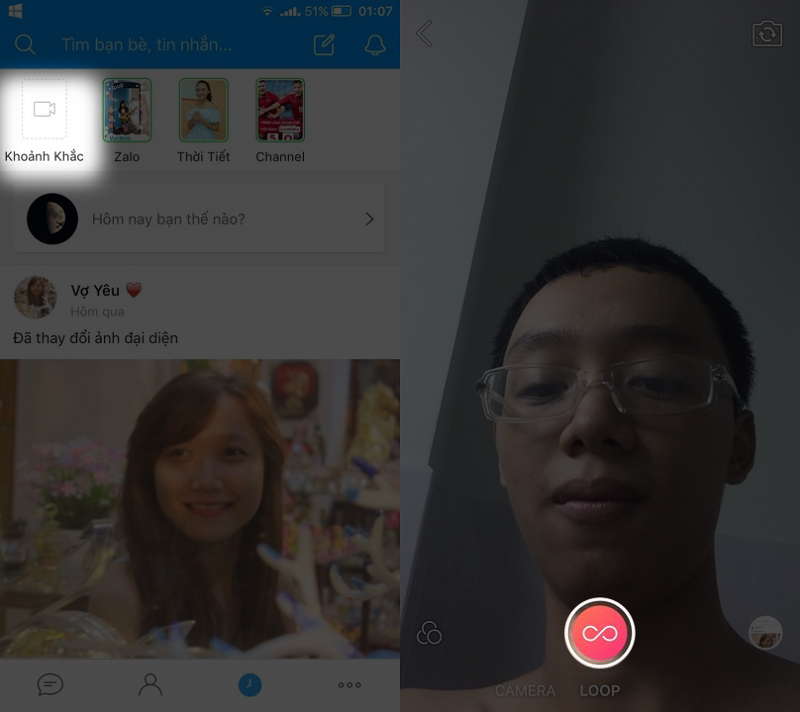 51% 01:07
Tìm bạn bè, tin nhắn...
Khoảnh Khắc
Zalo
Thời Tiết
Channel
Hôm nay bạn thế nào?
Vợ Yêu
Hôm qua
Đã thay đổi ảnh đại diện
CAMERA LOOP